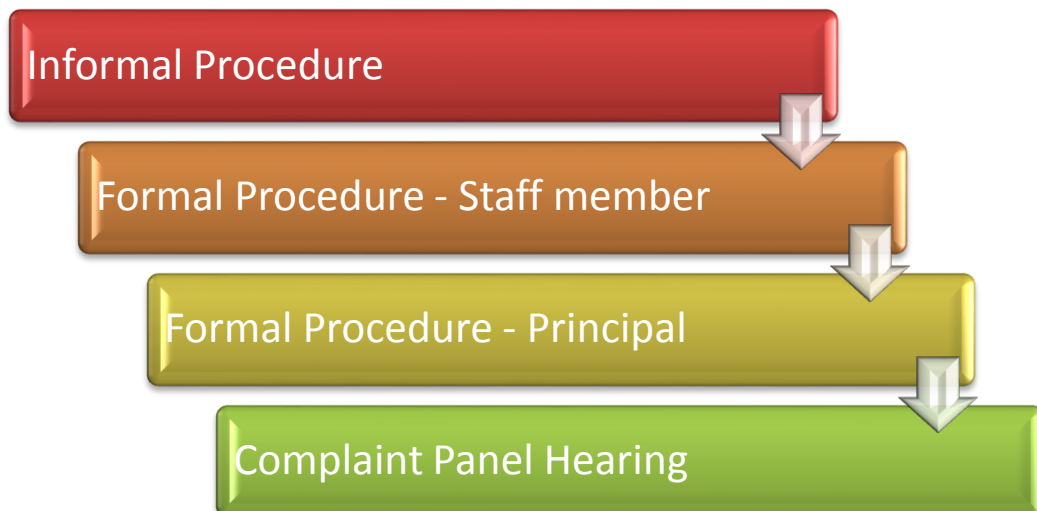 Informal Procedure
Formal Procedure - Staff member
Formal Procedure - Principal
Complaint Panel Hearing